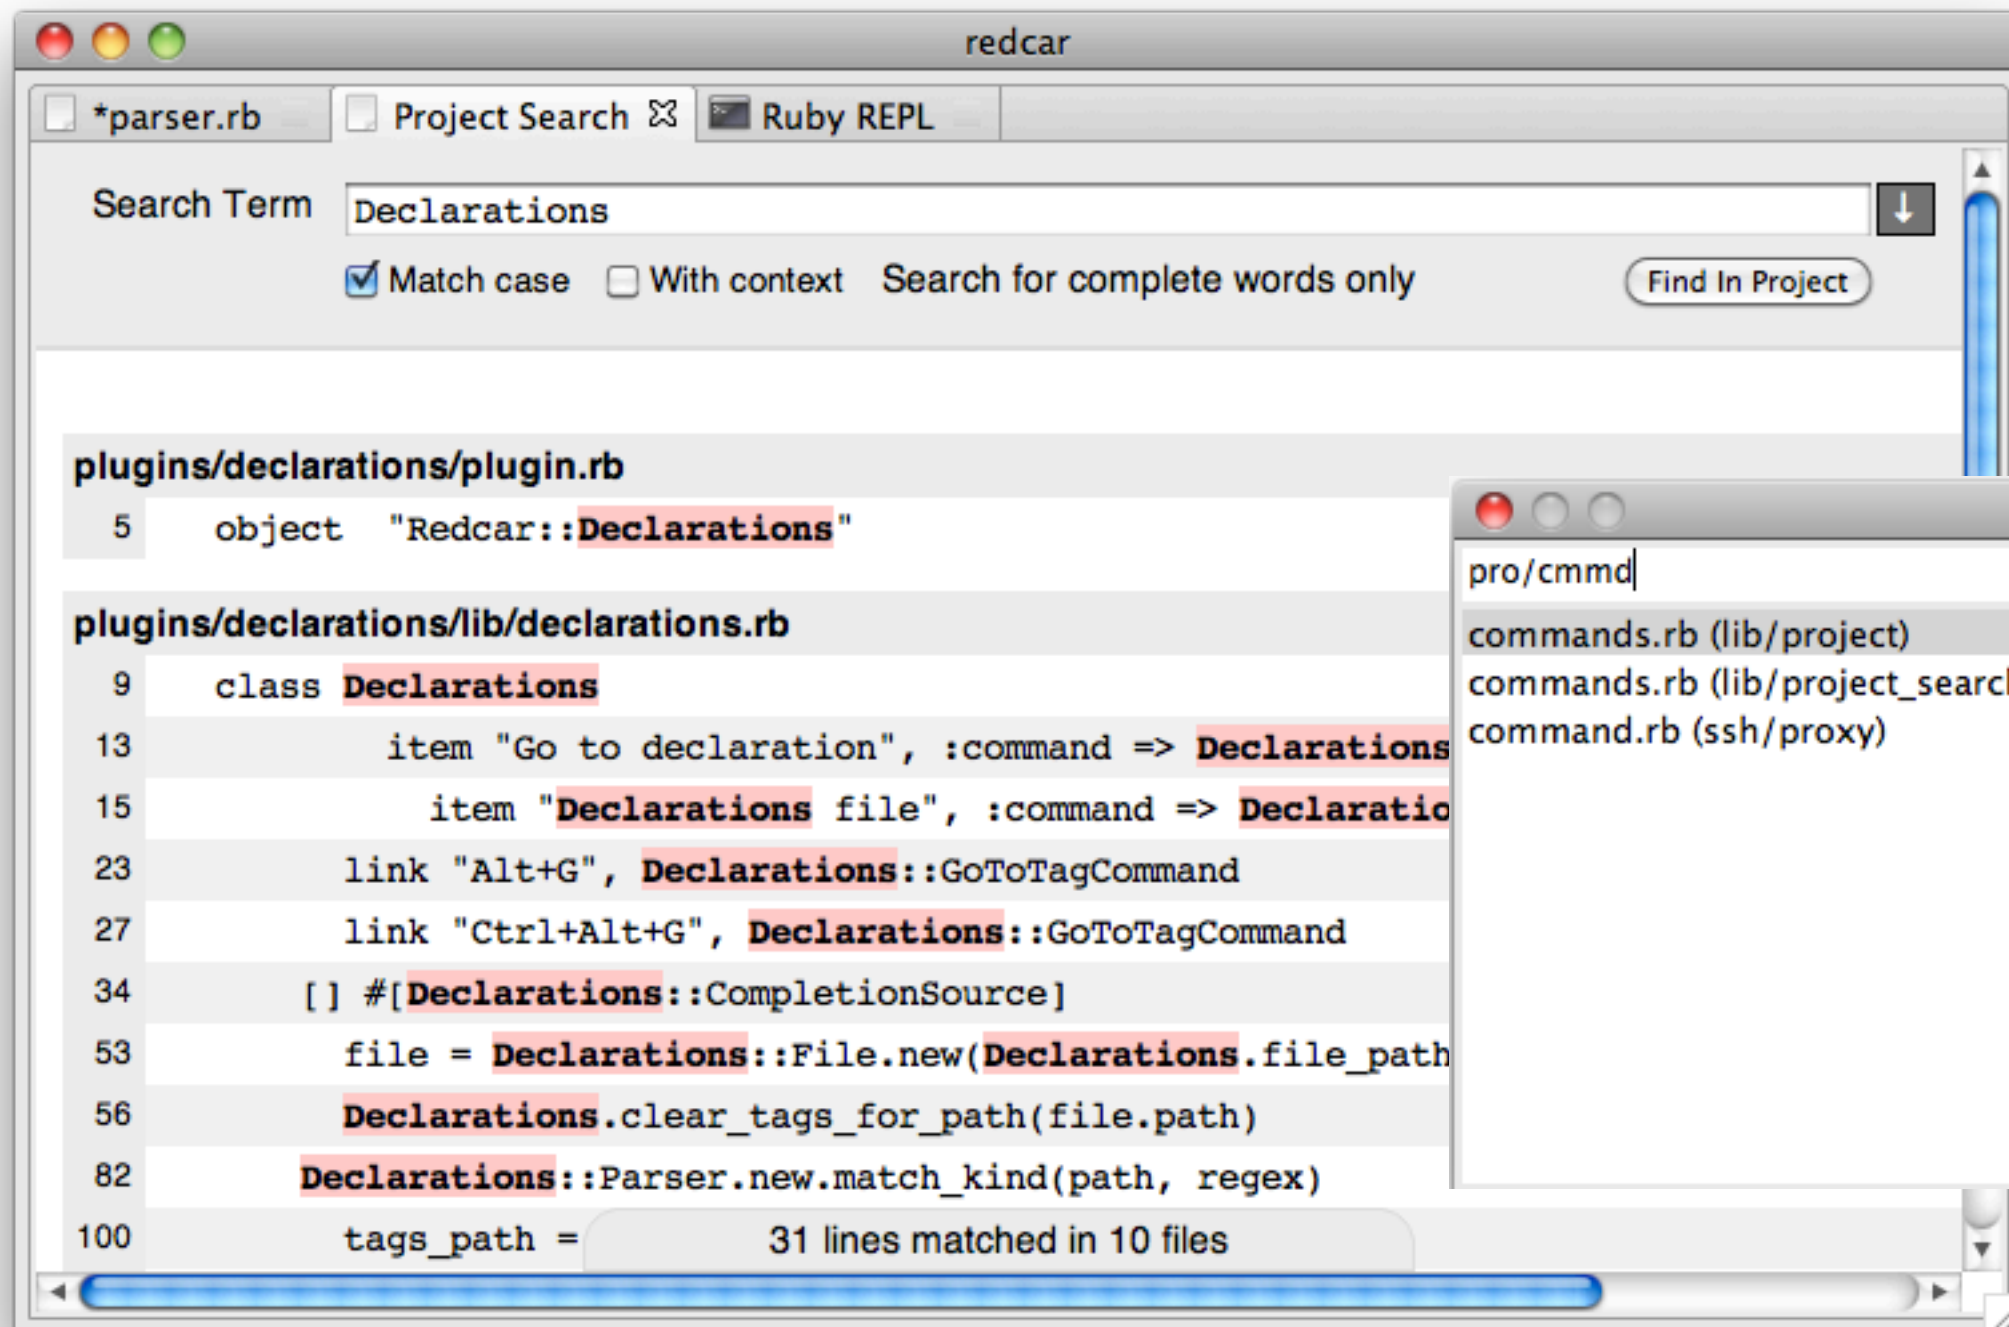 redcar
*parser.rb Project Search Ruby REPL
Search Term Declarations
Match case With context Search for complete words only Find In Project
plugins/declarations/plugin.rb
5 object "Redcar::Declarations"
plugins/declarations/lib/declarations.rb
9 class Declarations
13 item "Go to declaration", :command => Declarations
15 item "Declarations file", :command => Declaratio
23 link "Alt+G", Declarations::GoToTagCommand
27 link "Ctrl+Alt+G", Declarations::GoToTagCommand
34 [] #[Declarations::CompletionSource]
53 file = Declarations::File.new(Declarations.file_path
56 Declarations.clear_tags_for_path(file.path)
82 Declarations::Parser.new.match_kind(path, regex)
100 tags_path =
31 lines matched in 10 files
pro/cmmd
commands.rb (lib/project)
commands.rb (lib/project_search
command.rb (ssh/proxy)